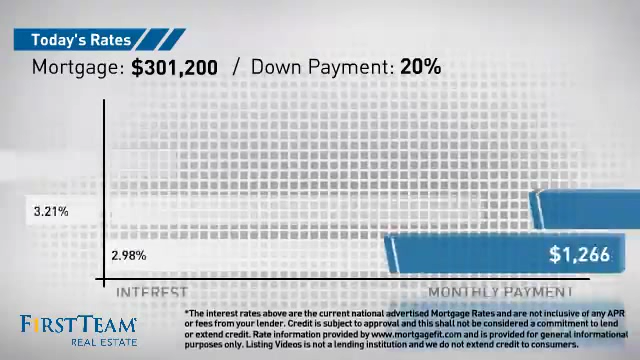 Today's Rates
Mortgage: $301,200 / Down Payment: 20%
3.21%
2.98%
$1,266
INTEREST MONTHLY PAYMENT
FIRSTTEAM®
REAL ESTATE
*The interest rates above are the current national advertised Mortgage Rates and are not inclusive of any APR
or fees from your lender. Credit is subject to approval and this shall not be considered a commitment to lend
or extend credit. Rate information provided by www.mortgagefit.com and is provided for general informational
purposes only. Listing Videos is not a lending institution and we do not extend credit to consumers.